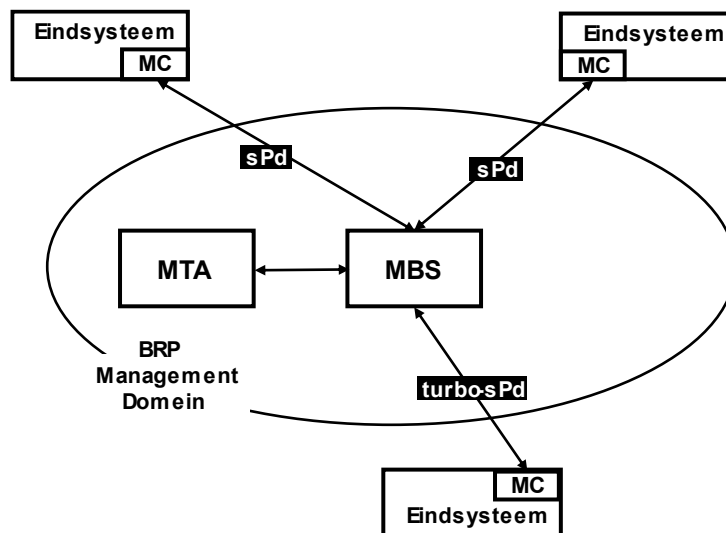 Eindsysteem
MC
Eindsysteem
MC
sPd
sPd
MTA
MBS
BRP
Management
Domein
turbo-sPd
MC
Eindsysteem